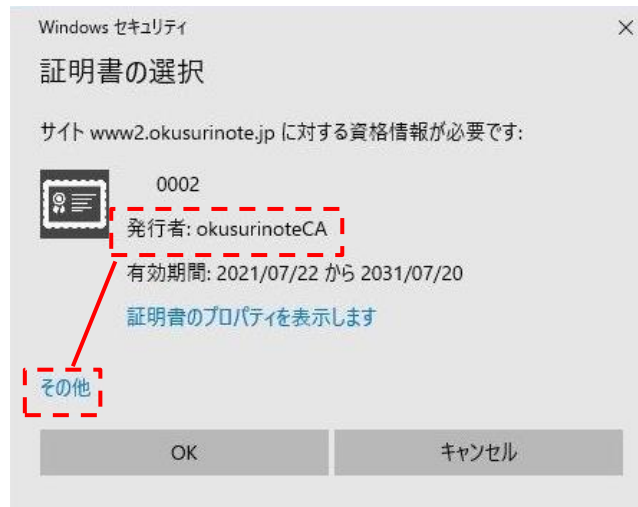 Windows セキュリティ
証明書の選択
サイト www2.okusurinote.jp に対する資格情報が必要です:
0002
発行者: okusurinoteCA
有効期間: 2021/07/22 から 2031/07/20
証明書のプロパティを表示します
その他
OK
キャンセル